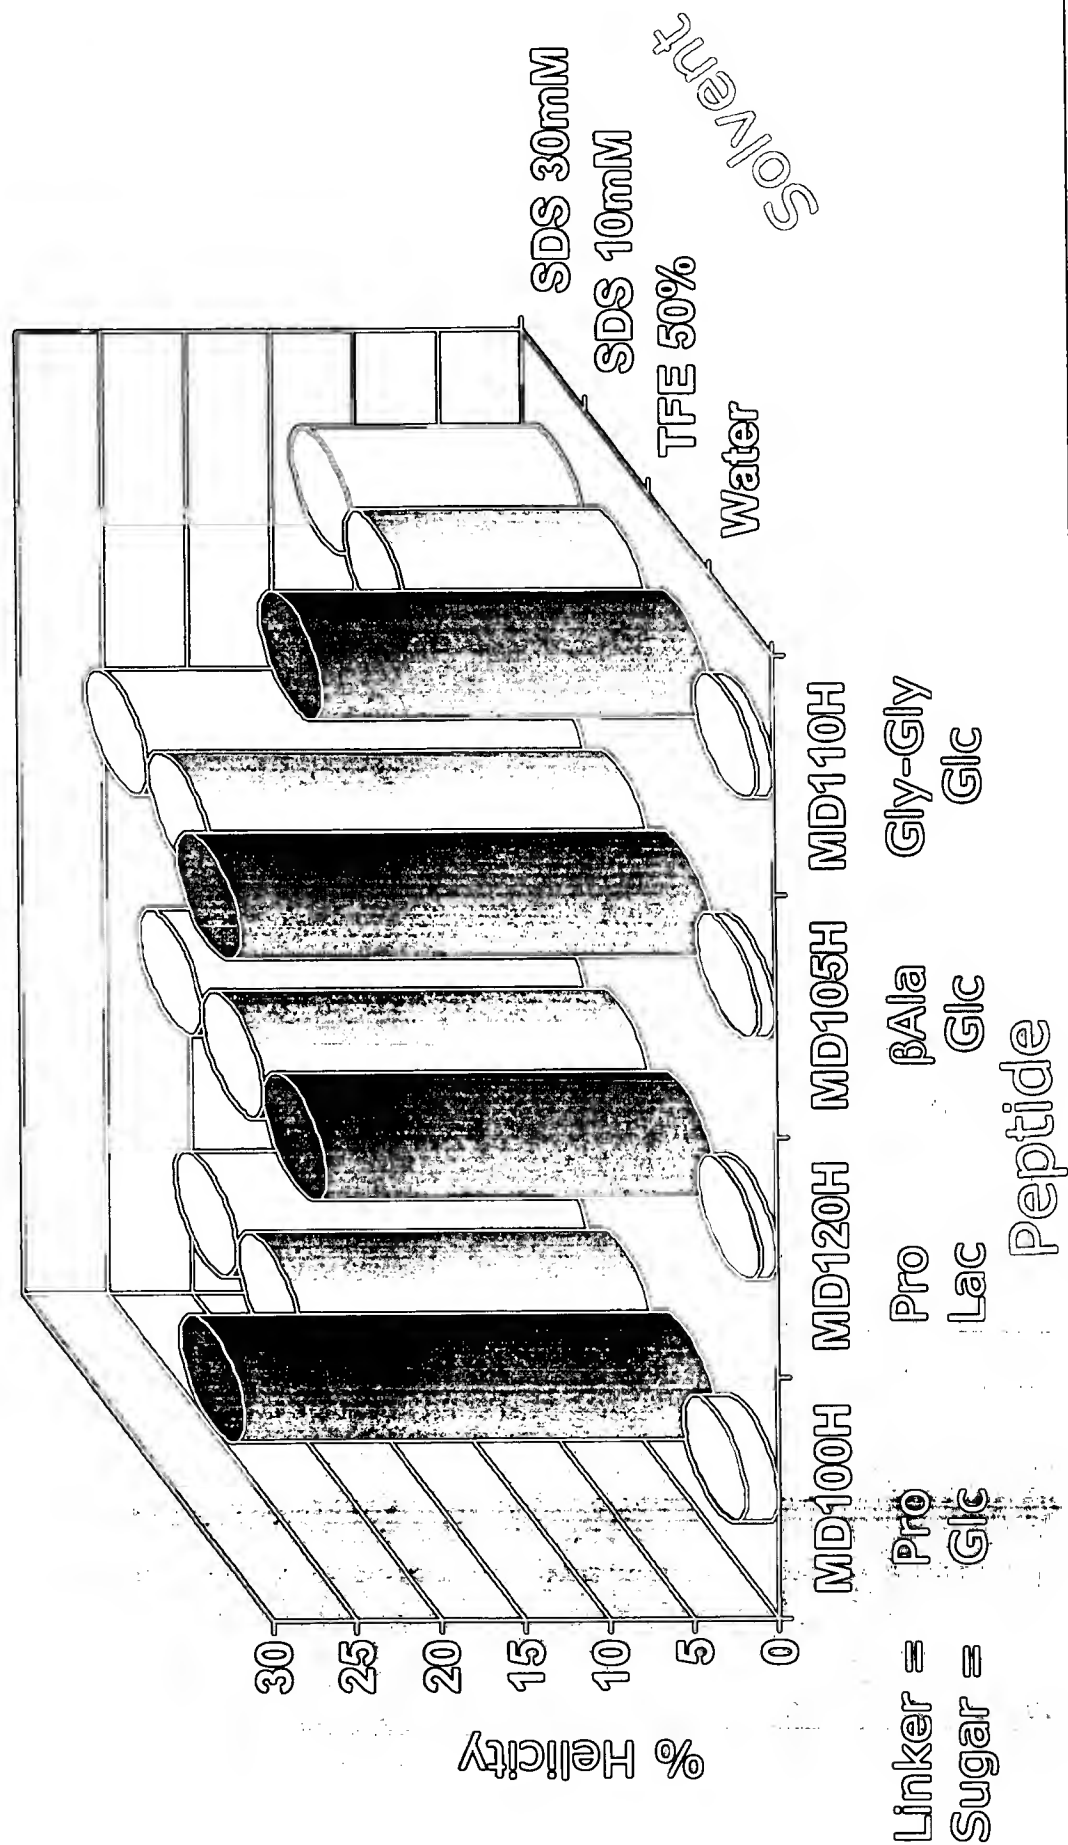 % Helicity
30
25
20
15
10
5
0
SDS 30mM
SDS 10mM
TFE 50%
Water
Solvent
MD100H MD120H MD105H MD110H
Linker = Pro Pro βAla Gly-Gly
Sugar = Glc Lac Glc Glc
Peptide